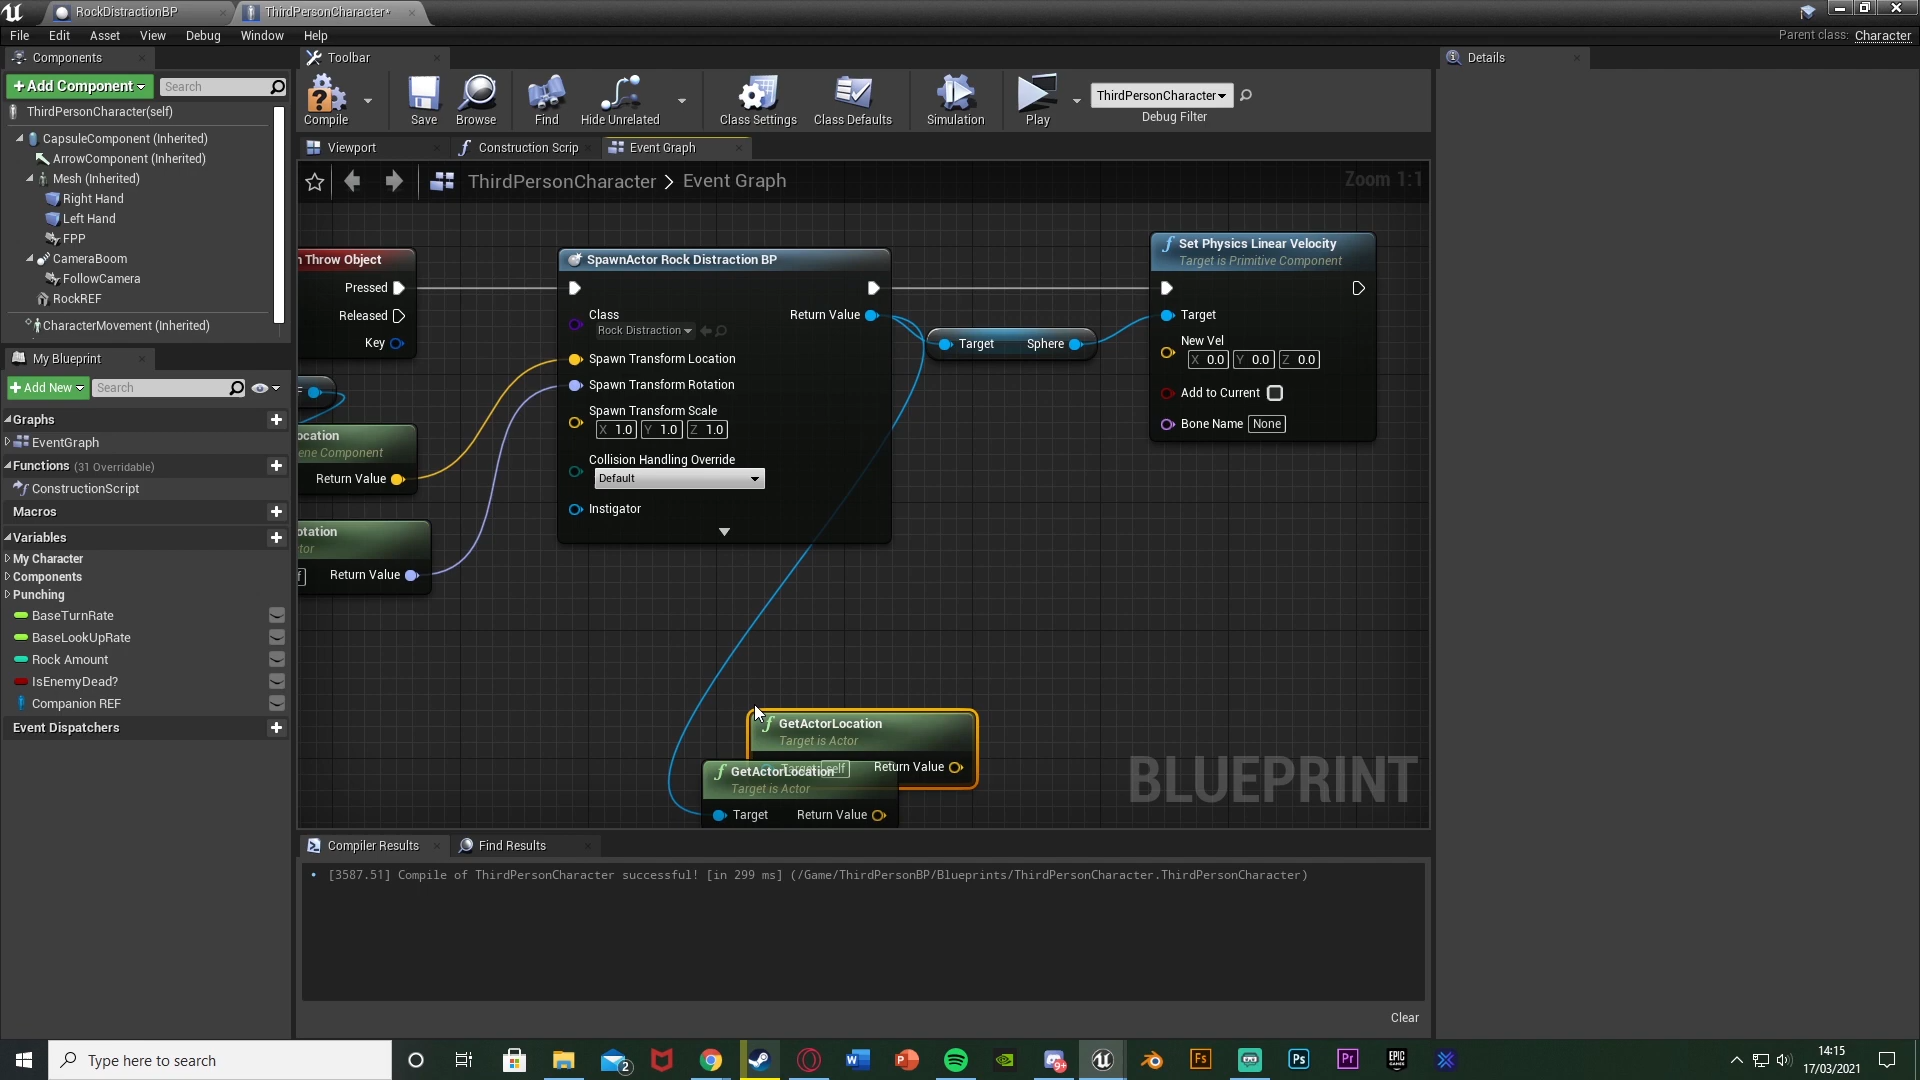 RockDistractionBP
ThirdPersonCharacter*
File
Edit
Asset
View
Debug
Window
Help
Parent class: Character
Components
+Add Component
Search
ThirdPersonCharacter(self)
CapsuleComponent (Inherited)
ArrowComponent (Inherited)
Mesh (Inherited)
Right Hand
Left Hand
FPP
CameraBoom
FollowCamera
RockREF
CharacterMovement (Inherited)
My Blueprint
+Add New
Search
Graphs
EventGraph
Functions (31 Overridable)
ConstructionScript
Macros
Variables
My Character
Components
Punching
BaseTurnRate
BaseLookUpRate
Rock Amount
IsEnemyDead?
Companion REF
Event Dispatchers
Toolbar
Compile
Save
Browse
Find
Hide Unrelated
Class Settings
Class Defaults
Simulation
Play
ThirdPersonCharacter
Debug Filter
Viewport
Construction Scrip
Event Graph
ThirdPersonCharacter > Event Graph
Zoom 1:1
n Throw Object
Pressed
Released
Key
ocation
ene Component
Return Value
otation
tor
Return Value
SpawnActor Rock Distraction BP
Class
Rock Distraction
Return Value
Spawn Transform Location
Spawn Transform Rotation
Spawn Transform Scale
X 1.0 Y 1.0 Z 1.0
Collision Handling Override
Default
Instigator
Target Sphere
Set Physics Linear Velocity
Target is Primitive Component
Target
New Vel
X 0.0 Y 0.0 Z 0.0
Add to Current
Bone Name None
GetActorLocation
Target is Actor
Target self Return Value
GetActorLocation
Target is Actor
Target Return Value
BLUEPRINT
Compiler Results
Find Results
[3587.51] Compile of ThirdPersonCharacter successful! [in 299 ms] (/Game/ThirdPersonBP/Blueprints/ThirdPersonCharacter.ThirdPersonCharacter)
Clear
Details
Type here to search
14:15
17/03/2021